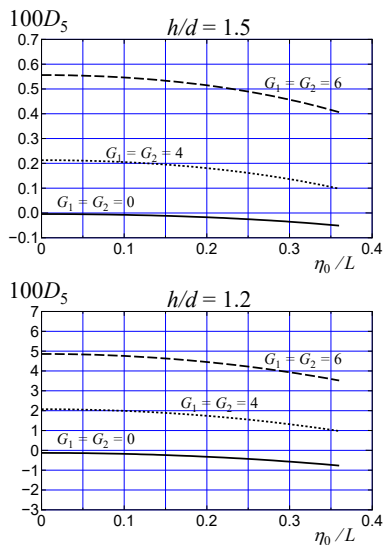 100D₅ h/d = 1.5
0.7
0.6
G₁ = G₂ = 6
0.5
0.4
0.3
G₁ = G₂ = 4
0.2
0.1
G₁ = G₂ = 0
0.0
−0.1
0 0.1 0.2 0.3 0.4
η₀ /L
100D₅ h/d = 1.2
7
6
5
G₁ = G₂ = 6
4
3
G₁ = G₂ = 4
2
1
G₁ = G₂ = 0
0
−1
−2
−3
0 0.1 0.2 0.3 0.4
η₀ /L